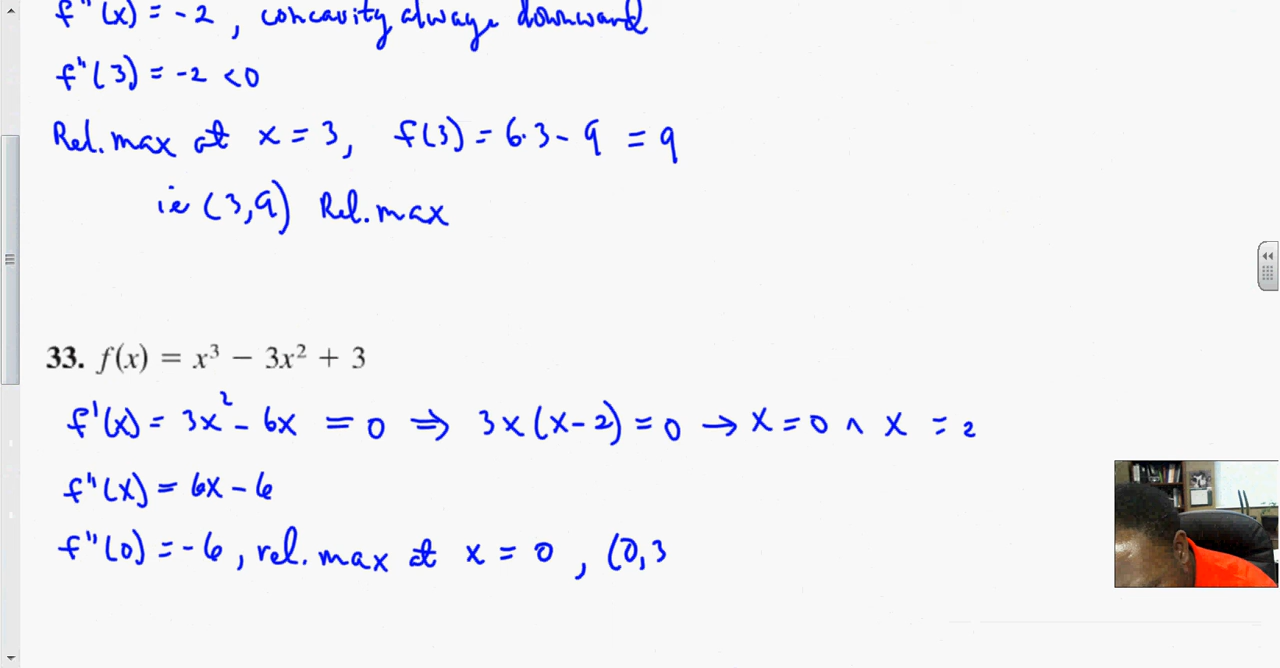 f"(x) = -2 , concavity always downward
f"(3) = -2 <0
Rel. max at x = 3, f(3) = 6·3 - 9 = 9
ie (3,9) Rel. max
33. f(x) = x³ − 3x² + 3
f'(x) = 3x² - 6x = 0 ⇒ 3x(x-2) = 0 → x = 0 ∧ x = 2
f"(x) = 6x - 6
f"(0) = -6, rel. max at x = 0 , (0,3